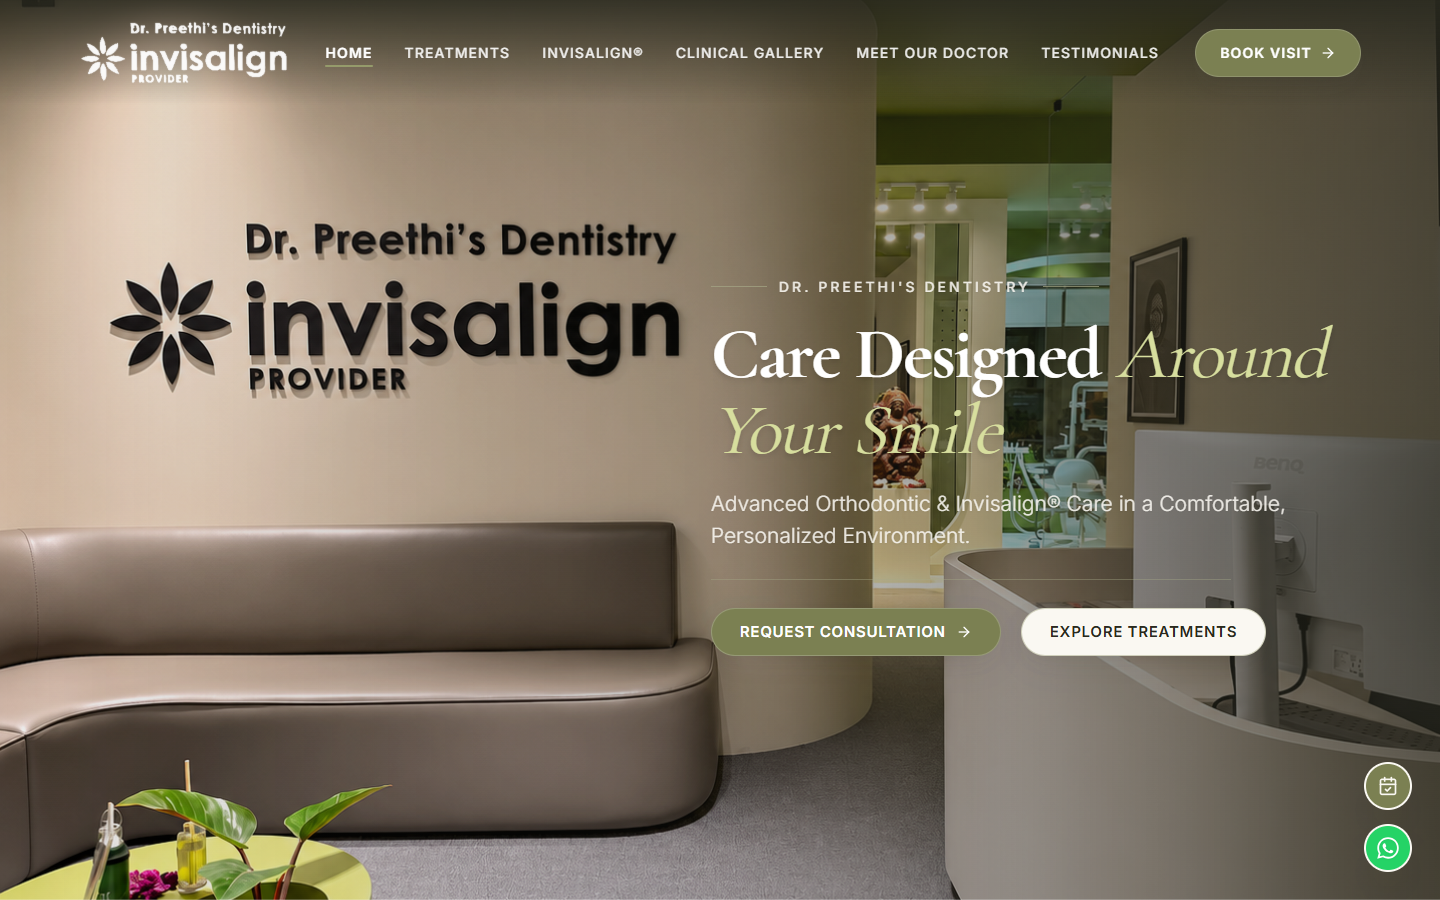 Dr. Preethi's Dentistry
invisalign
PROVIDER
HOME
TREATMENTS
INVISALIGN®
CLINICAL GALLERY
MEET OUR DOCTOR
TESTIMONIALS
BOOK VISIT
Dr. Preethi's Dentistry
invisalign
PROVIDER
DR. PREETHI'S DENTISTRY
Care Designed Around
Your Smile
Advanced Orthodontic & Invisalign® Care in a Comfortable,
Personalized Environment.
BenQ
REQUEST CONSULTATION
EXPLORE TREATMENTS